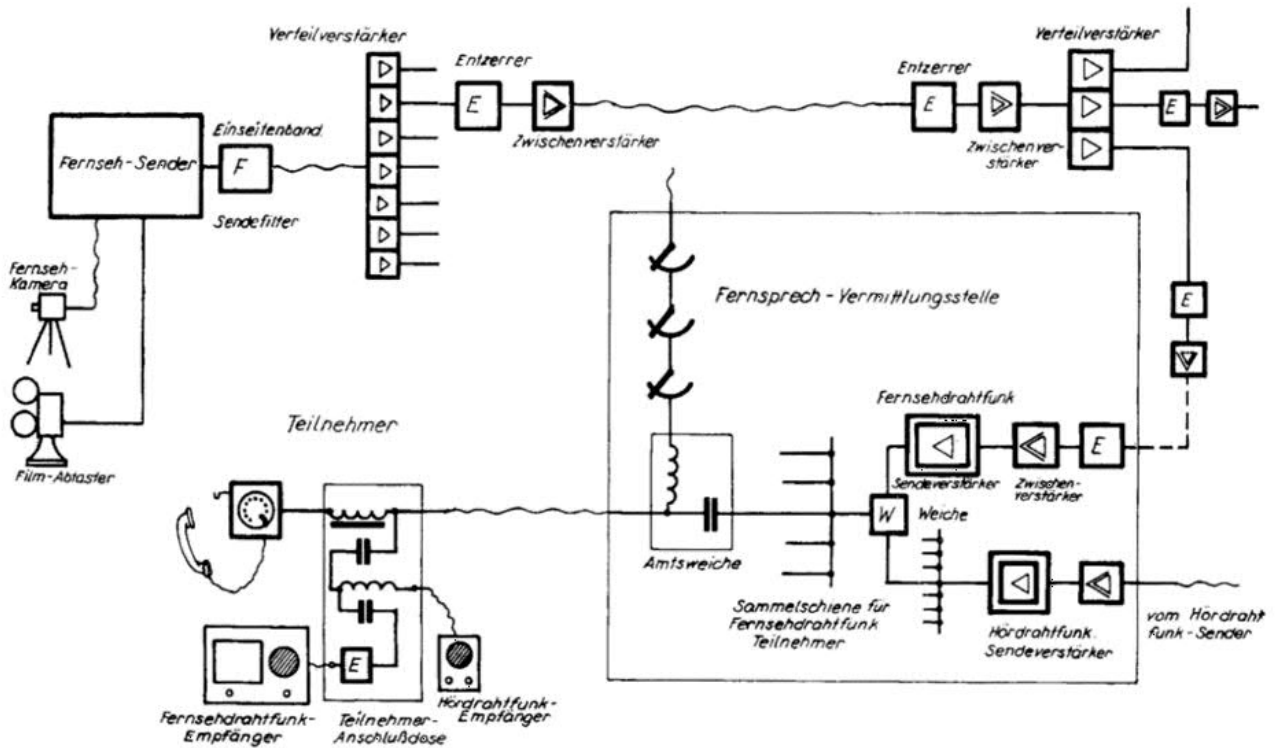 Verteilverstärker
Entzerrer
E
Zwischenverstärker
Entzerrer
E
Zwischenver-
stärker
Verteilverstärker
E
Fernseh-Sender
Einseitenband.
F
Sendefilter
Fernseh-
Kamera
Film-Abtaster
E
Fernsprech-Vermittlungsstelle
Teilnehmer
Fernsehdrahtfunk
Sendeverstärker
Zwischen-
verstärker
E
W
Weiche
Amtsweiche
Sammelschiene für
Fernsehdrahtfunk
Teilnehmer
Hördrahtfunk.
Sendeverstärker
vom Hördraht
funk-Sender
E
Fernsehdrahtfunk-
Empfänger
Teilnehmer-
Anschlußdose
Hördrahtfunk-
Empfänger